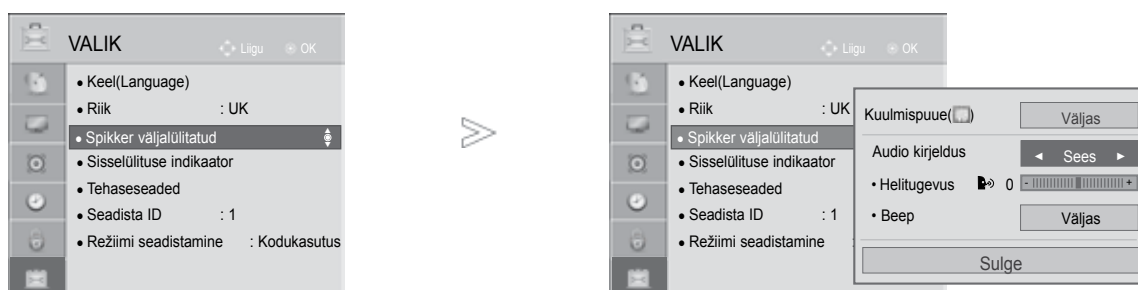 VALIK Liigu OK
• Keel(Language)
• Riik : UK
• Spikker väljalülitatud
• Sisselülituse indikaator
• Tehaseseaded
• Seadista ID : 1
• Režiimi seadistamine : Kodukasutus
VALIK Liigu OK
• Keel(Language)
• Riik : UK
• Spikker väljalülitatud
• Sisselülituse indikaator
• Tehaseseaded
• Seadista ID : 1
• Režiimi seadistamine :
Kuulmispuue( ) Väljas
Audio kirjeldus ◄ Sees ►
• Helitugevus 0 - +
• Beep Väljas
Sulge